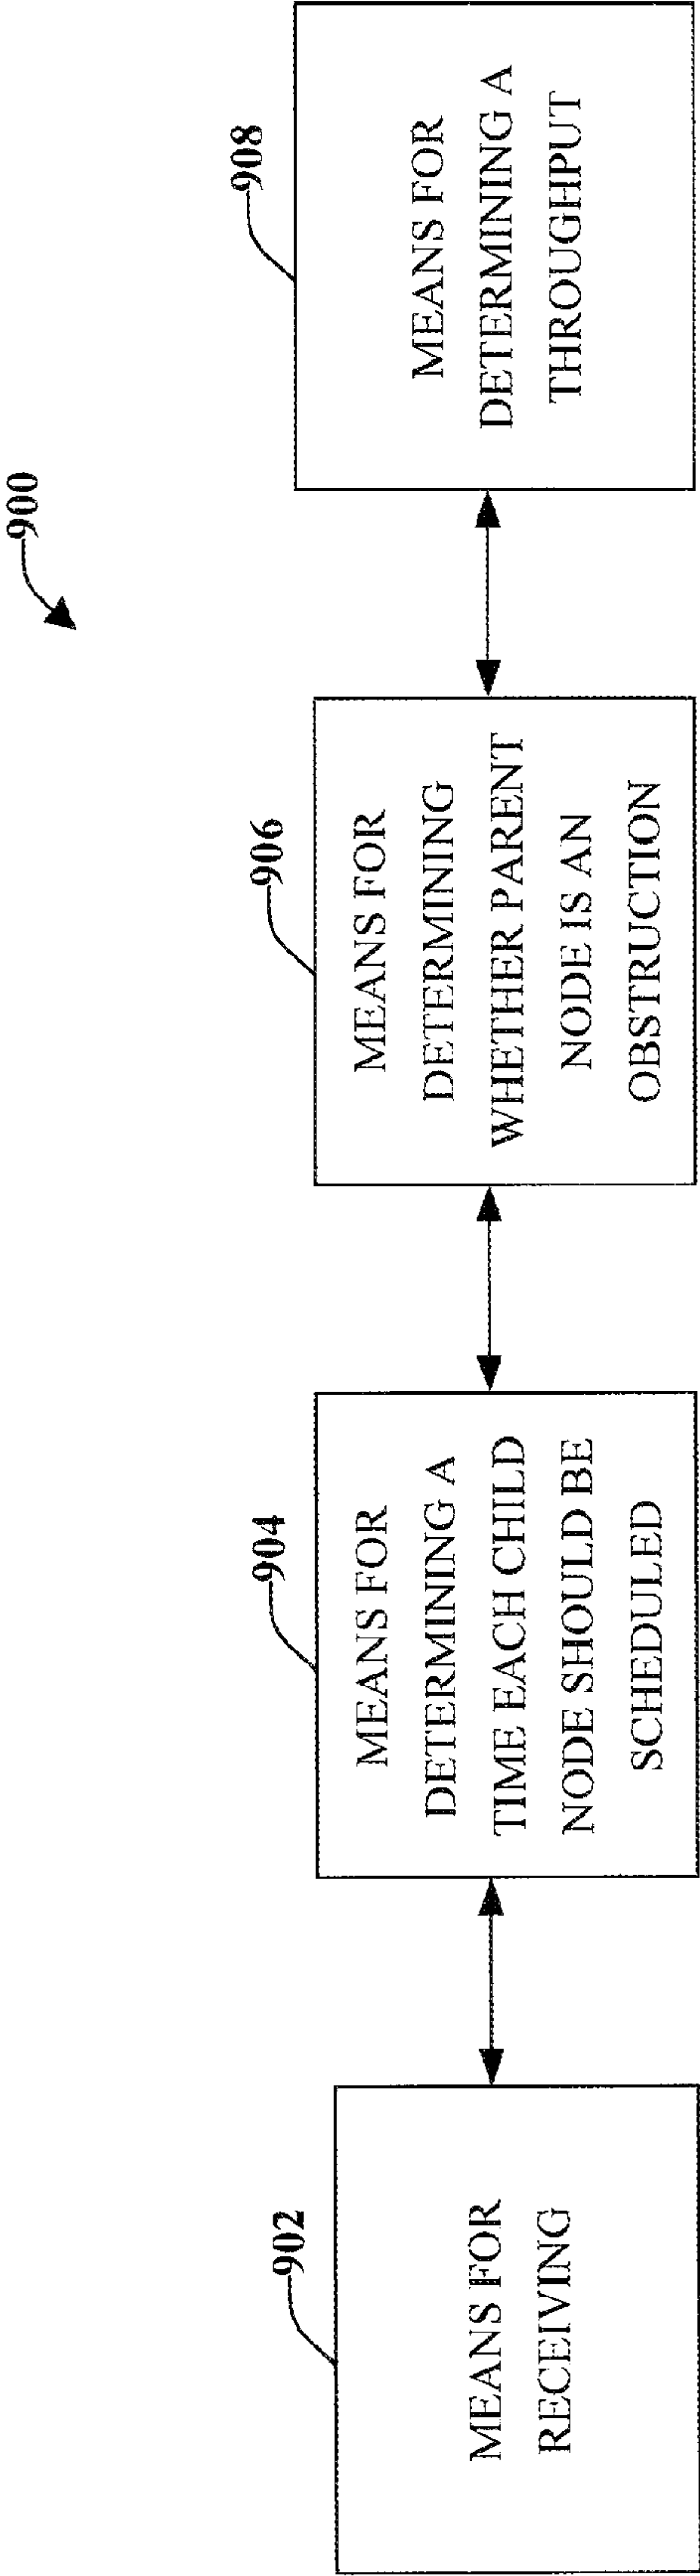 900
902
MEANS FOR
RECEIVING
904
MEANS FOR
DETERMINING A
TIME EACH CHILD
NODE SHOULD BE
SCHEDULED
906
MEANS FOR
DETERMINING
WHETHER PARENT
NODE IS AN
OBSTRUCTION
908
MEANS FOR
DETERMINING A
THROUGHPUT